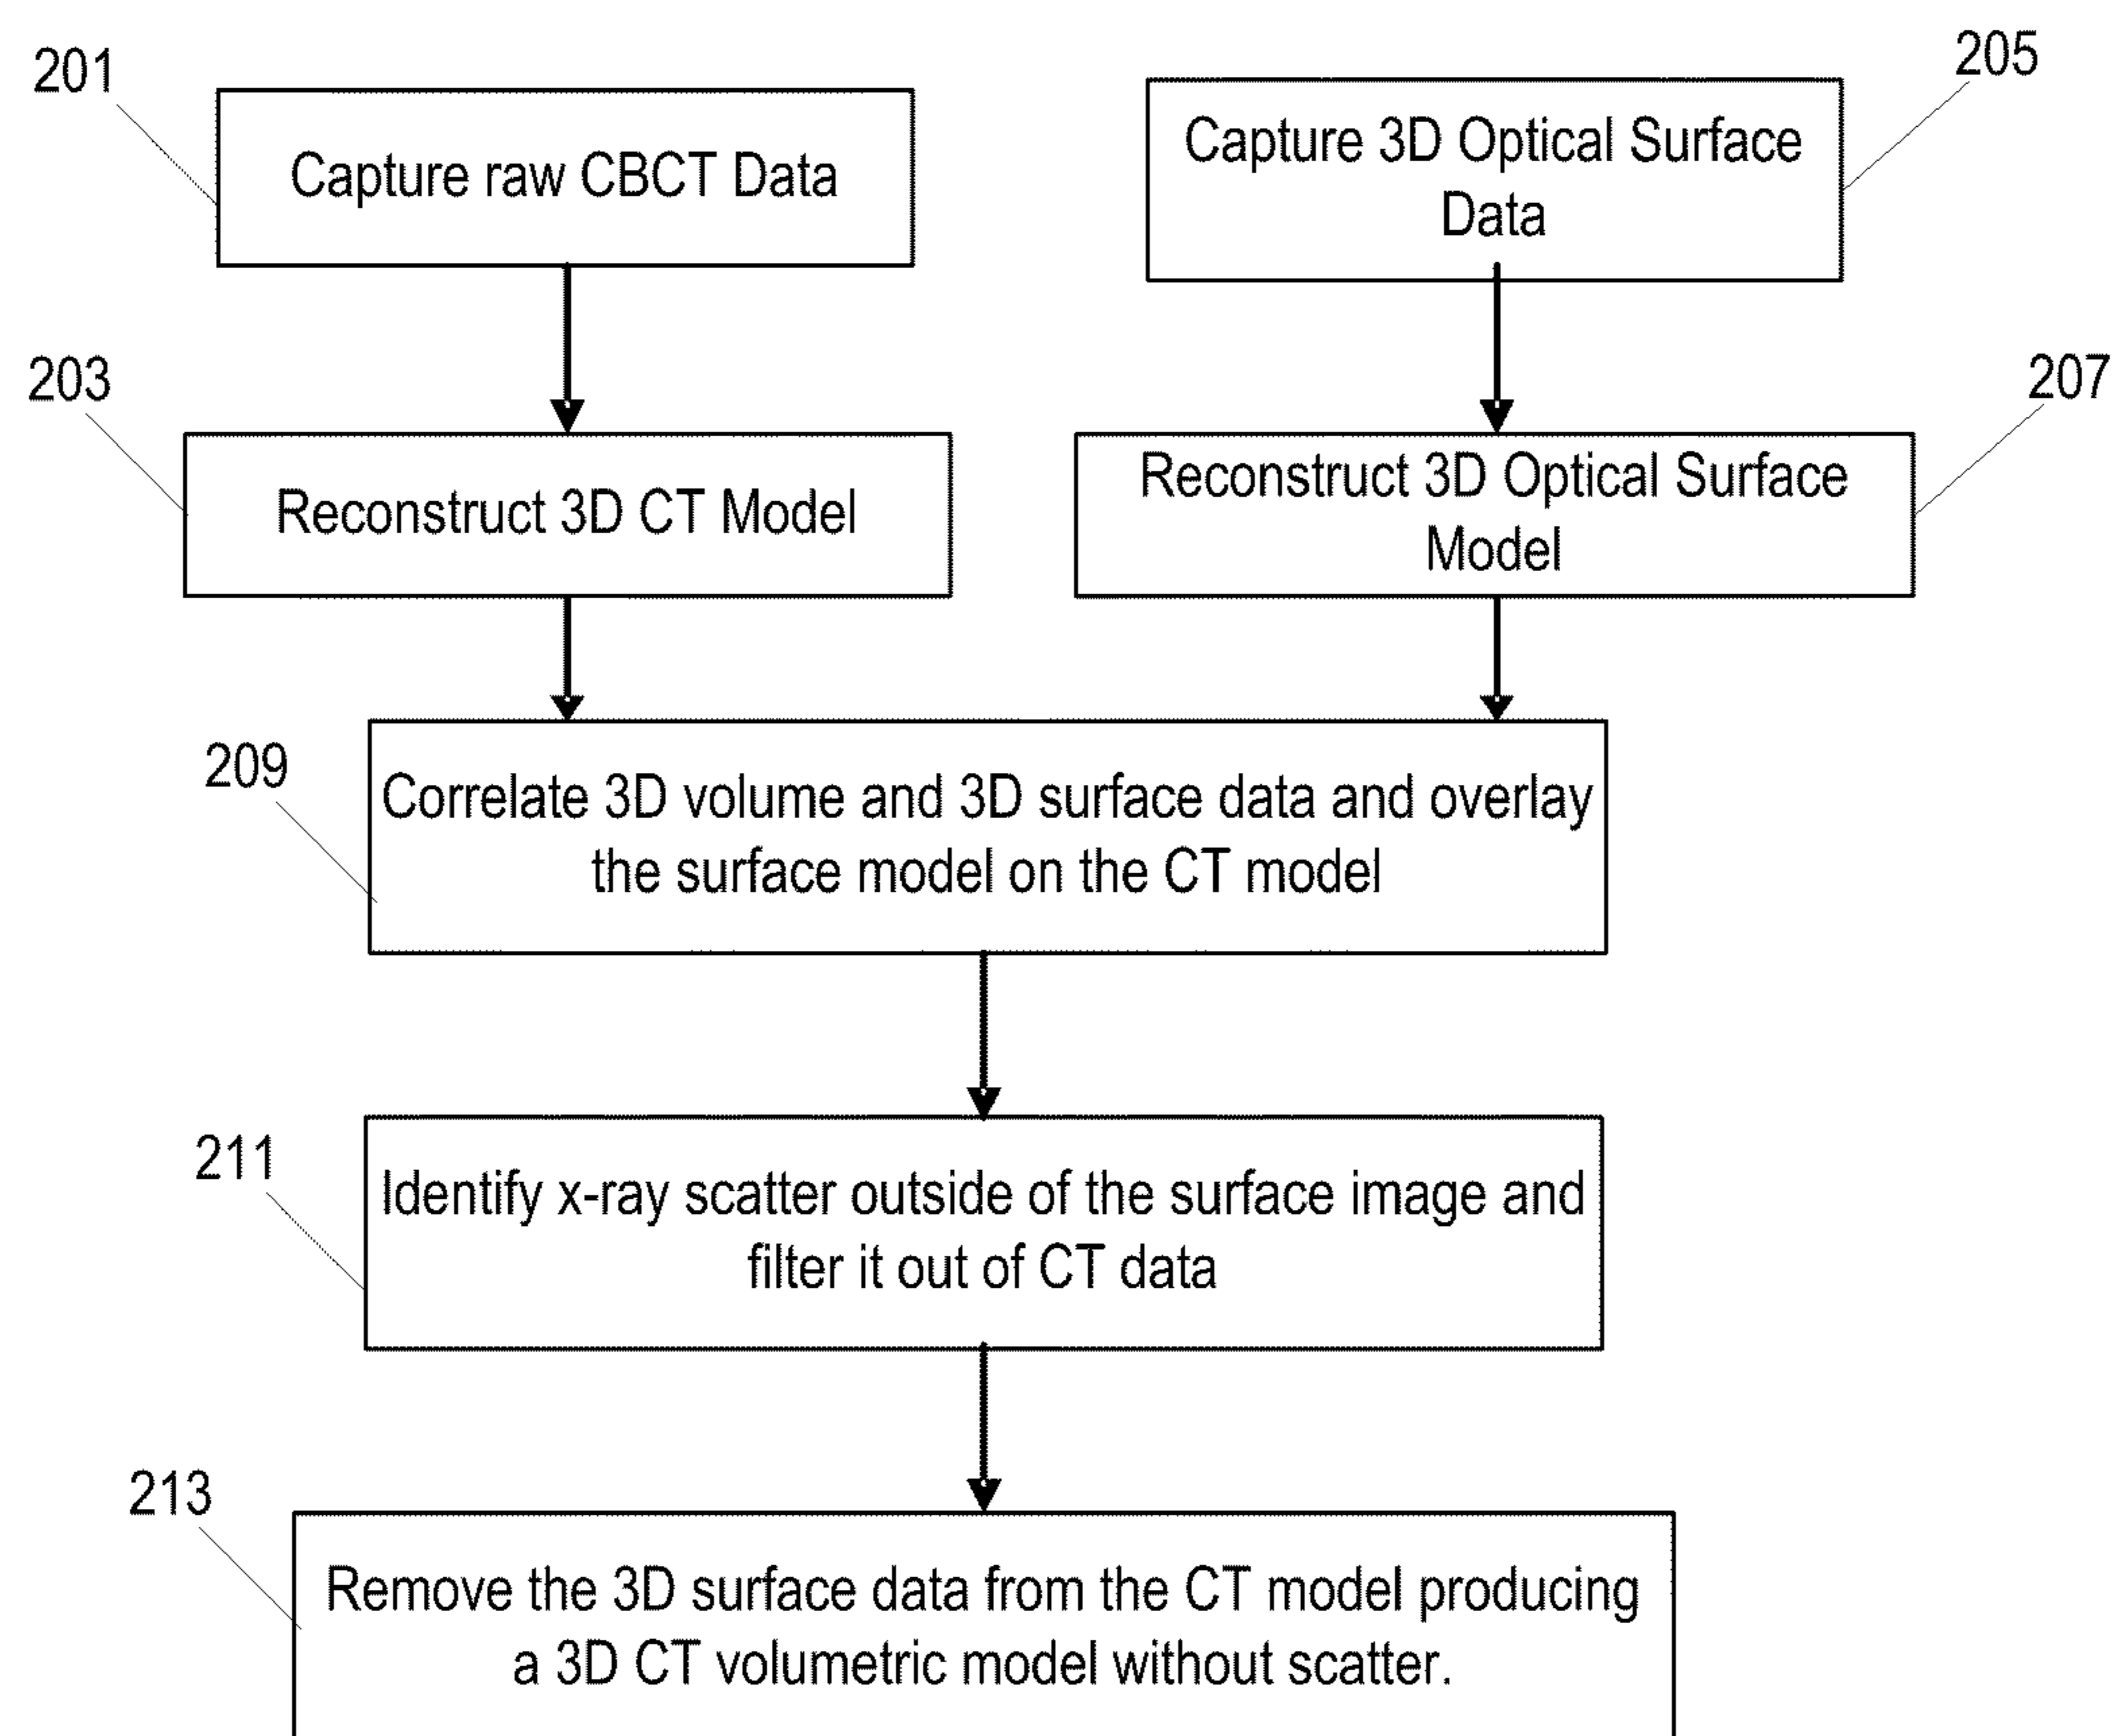 201
Capture raw CBCT Data
205
Capture 3D Optical Surface
Data
203
Reconstruct 3D CT Model
207
Reconstruct 3D Optical Surface
Model
209
Correlate 3D volume and 3D surface data and overlay
the surface model on the CT model
211
Identify x-ray scatter outside of the surface image and
filter it out of CT data
213
Remove the 3D surface data from the CT model producing
a 3D CT volumetric model without scatter.